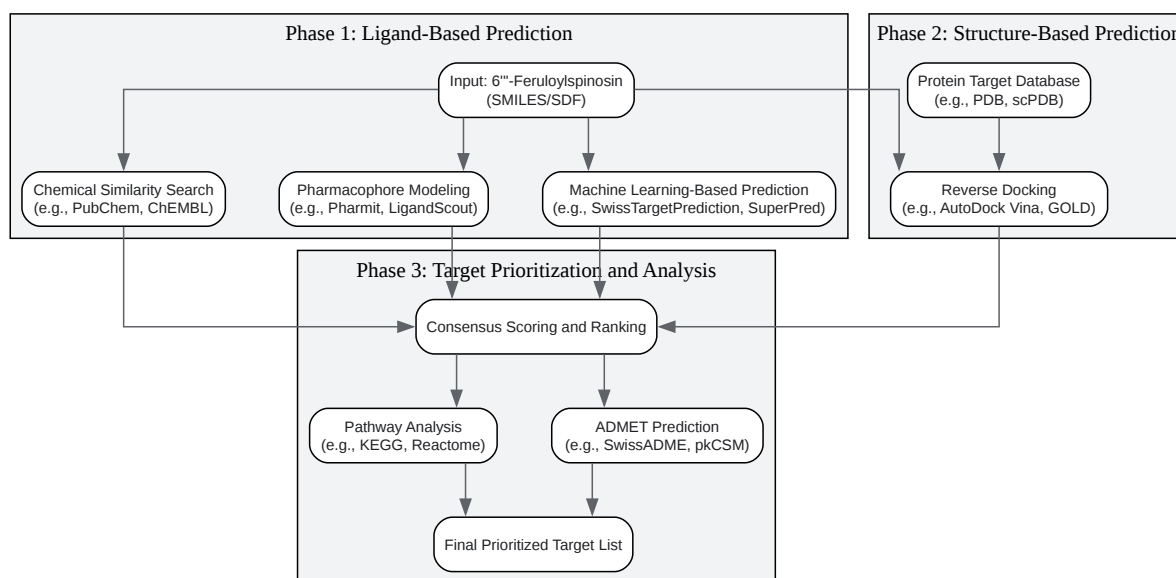 Phase 1: Ligand-Based Prediction
Phase 2: Structure-Based Prediction
Input: 6'''-Feruloylspinosin
(SMILES/SDF)
Protein Target Database
(e.g., PDB, scPDB)
Chemical Similarity Search
(e.g., PubChem, ChEMBL)
Pharmacophore Modeling
(e.g., Pharmit, LigandScout)
Machine Learning-Based Prediction
(e.g., SwissTargetPrediction, SuperPred)
Reverse Docking
(e.g., AutoDock Vina, GOLD)
Phase 3: Target Prioritization and Analysis
Consensus Scoring and Ranking
Pathway Analysis
(e.g., KEGG, Reactome)
ADMET Prediction
(e.g., SwissADME, pkCSM)
Final Prioritized Target List